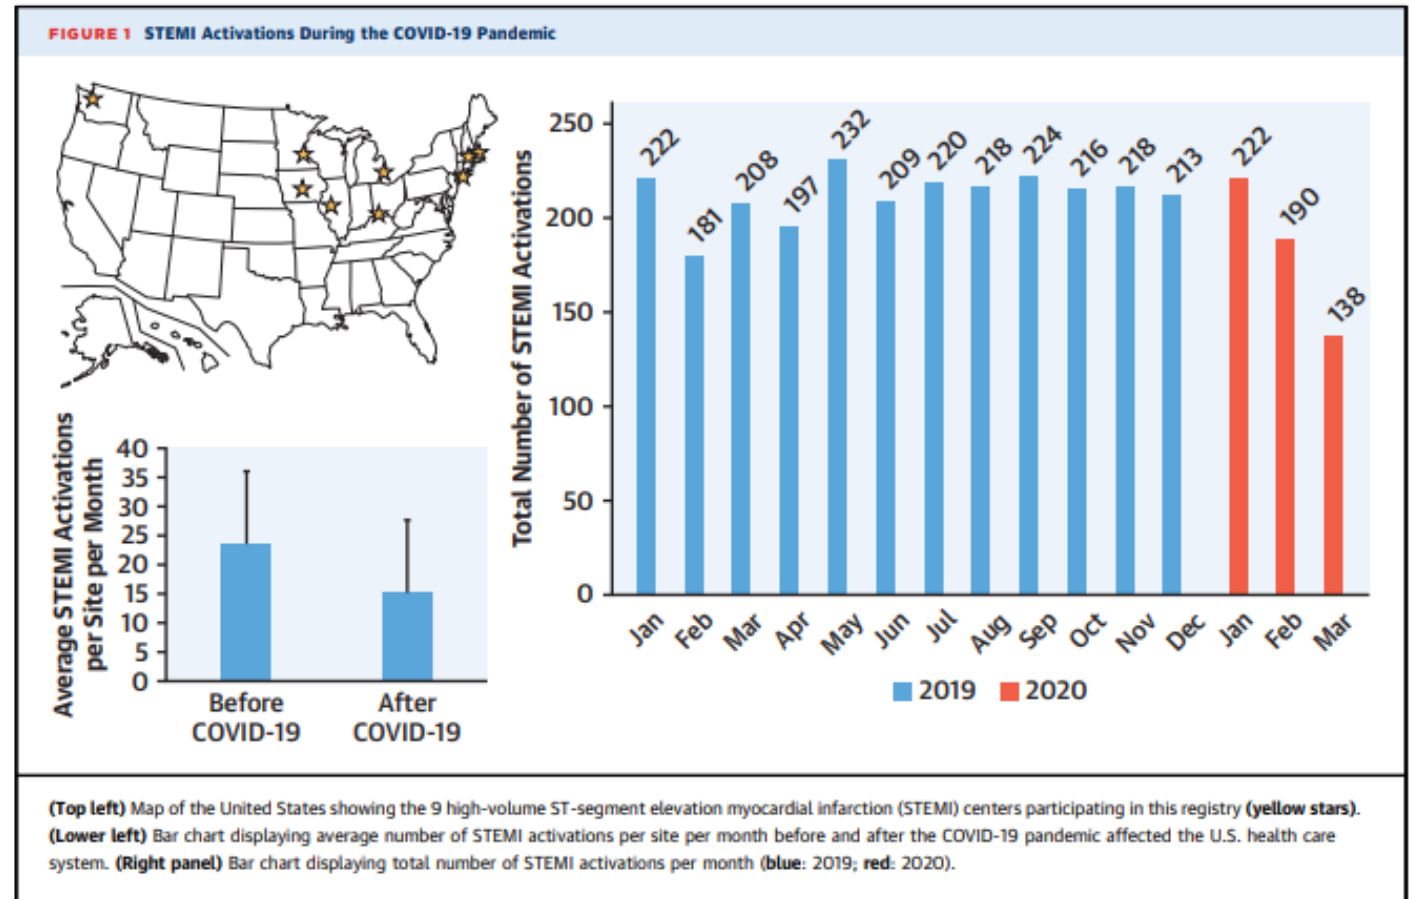 FIGURE 1 STEMI Activations During the COVID-19 Pandemic
Average STEMI Activations
per Site per Month
40
35
30
25
20
15
10
5
0
Before
COVID-19
After
COVID-19
Total Number of STEMI Activations
250
200
150
100
50
0
222
181
208
197
232
209
220
218
224
216
218
213
222
190
138
Jan
Feb
Mar
Apr
May
Jun
Jul
Aug
Sep
Oct
Nov
Dec
Jan
Feb
Mar
2019
2020
(Top left) Map of the United States showing the 9 high-volume ST-segment elevation myocardial infarction (STEMI) centers participating in this registry (yellow stars).
(Lower left) Bar chart displaying average number of STEMI activations per site per month before and after the COVID-19 pandemic affected the U.S. health care
system. (Right panel) Bar chart displaying total number of STEMI activations per month (blue: 2019; red: 2020).